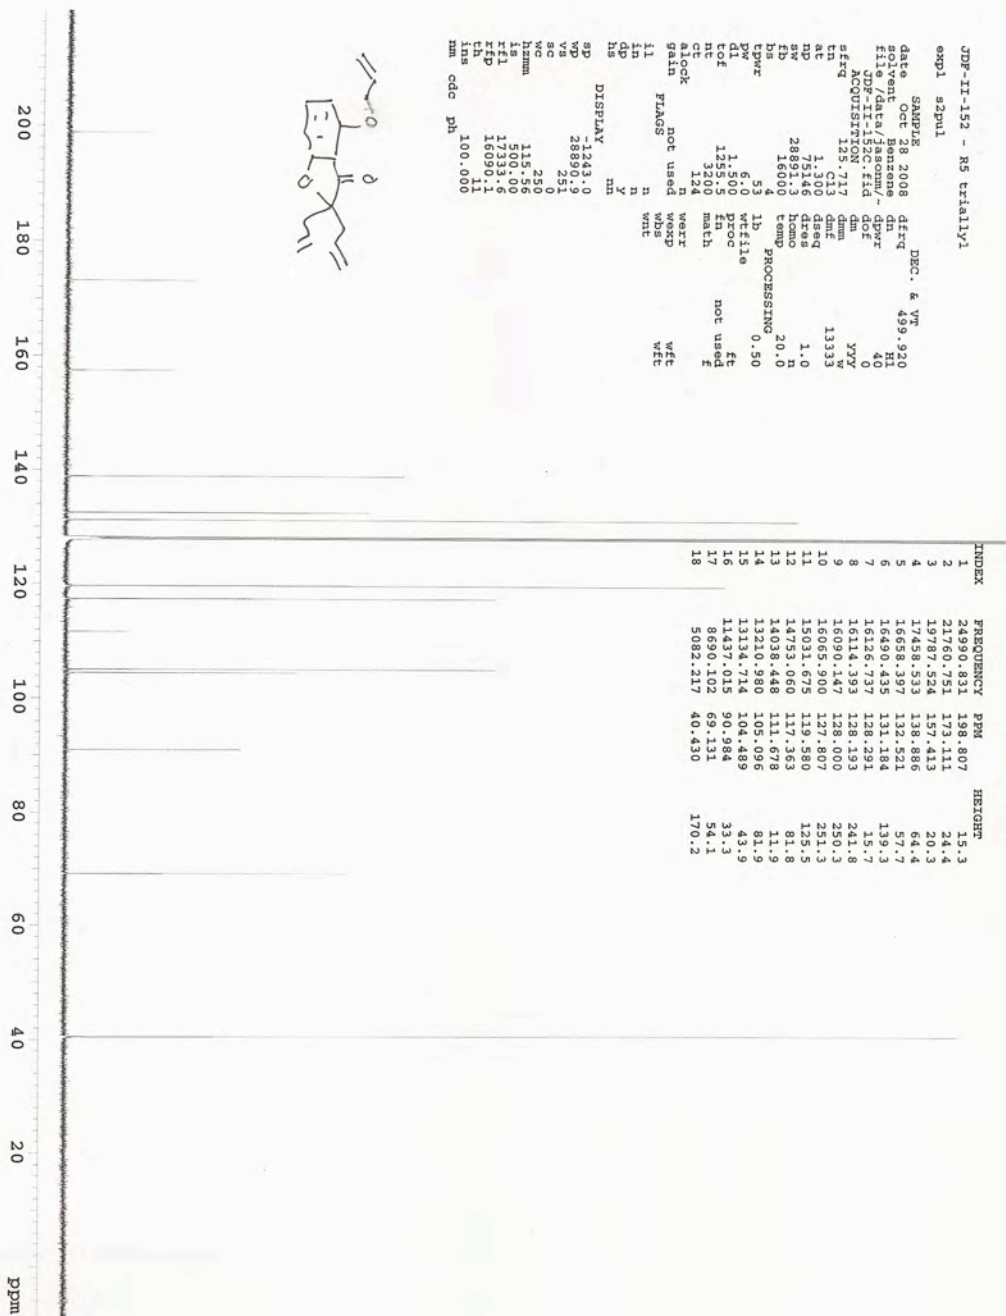 JDF-II-152 - R5 triallyl
exp1 s2pul
SAMPLE DEC. & VT
date Oct 28 2008 dfrq 499.920
solvent Benzene dn H1
file /data/jasonm/~ dpwr 40
JDF-II-152C.fid dof 0
ACQUISITION dm yyy
sfrq 125.717 dmm w
tn C13 dmf 13333
at 1.300 dseq
np 75146 dres 1.0
sw 28891.3 homo n
fb 16000 temp 20.0
bs 4 PROCESSING
tpwr 53 lb 0.50
pw 6.0 wtfile
d1 1.500 proc ft
tof 1255.5 fn not used
nt 3200 math f
ct 124
alock n werr
gain not used wexp wft
FLAGS wbs
il n wnt wft
in n
dp y
hs nn
DISPLAY
sp -1243.0
wp 28890.9
vs 251
sc 0
wc 250
hzmm 115.56
is 500.00
rfl 17333.6
rfp 16090.1
th 11
ins 100.000
nm cdc ph
INDEX FREQUENCY PPM HEIGHT
1 24990.831 198.807 15.3
2 21760.751 173.111 24.4
3 19787.524 157.413 20.3
4 17458.533 138.886 64.4
5 16658.397 132.521 57.7
6 16490.435 131.184 139.3
7 16126.737 128.291 15.7
8 16114.393 128.193 241.8
9 16090.147 128.000 250.3
10 16065.900 127.807 251.3
11 15031.675 119.580 125.5
12 14753.060 117.363 81.8
13 14038.448 111.678 11.9
14 13210.980 105.096 81.9
15 13134.714 104.489 43.9
16 11437.015 90.984 33.3
17 8690.102 69.131 54.1
18 5082.217 40.430 170.2
O
O
O
200 180 160 140 120 100 80 60 40 20 ppm